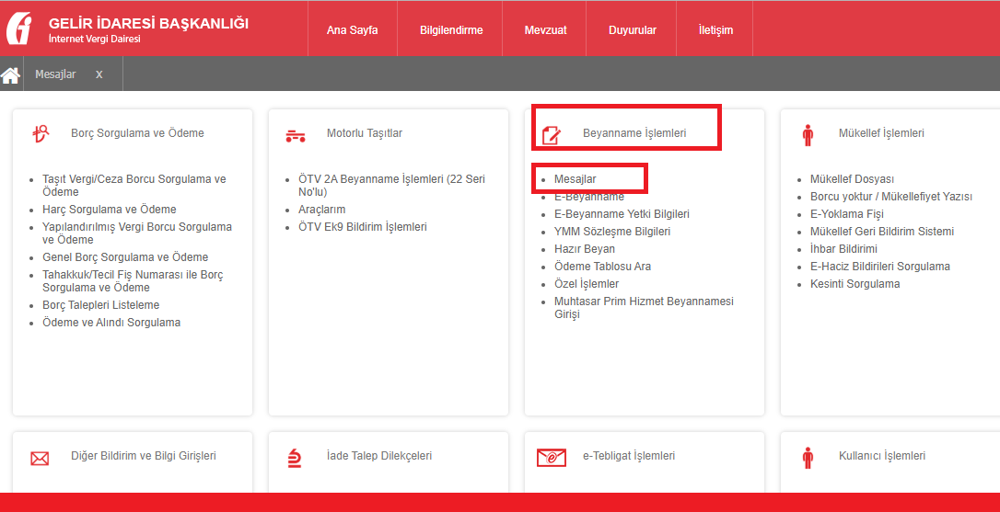 GELİR İDARESİ BAŞKANLIĞI
İnternet Vergi Dairesi
Ana Sayfa
Bilgilendirme
Mevzuat
Duyurular
İletişim
Mesajlar
X
Borç Sorgulama ve Ödeme
Taşıt Vergi/Ceza Borcu Sorgulama ve
Ödeme
Harç Sorgulama ve Ödeme
Yapılandırılmış Vergi Borcu Sorgulama
ve Ödeme
Genel Borç Sorgulama ve Ödeme
Tahakkuk/Tecil Fiş Numarası ile Borç
Sorgulama ve Ödeme
Borç Talepleri Listeleme
Ödeme ve Alındı Sorgulama
Motorlu Taşıtlar
ÖTV 2A Beyanname İşlemleri (22 Seri
No'lu)
Araçlarım
ÖTV Ek9 Bildirim İşlemleri
Beyanname İşlemleri
Mesajlar
E-Beyanname
E-Beyanname Yetki Bilgileri
YMM Sözleşme Bilgileri
Hazır Beyan
Ödeme Tablosu Ara
Özel İşlemler
Muhtasar Prim Hizmet Beyannamesi
Girişi
Mükellef İşlemleri
Mükellef Dosyası
Borcu yoktur / Mükellefiyet Yazısı
E-Yoklama Fişi
Mükellef Geri Bildirim Sistemi
İhbar Bildirimi
E-Haciz Bildirileri Sorgulama
Kesinti Sorgulama
Diğer Bildirim ve Bilgi Girişleri
İade Talep Dilekçeleri
e-Tebligat İşlemleri
Kullanıcı İşlemleri